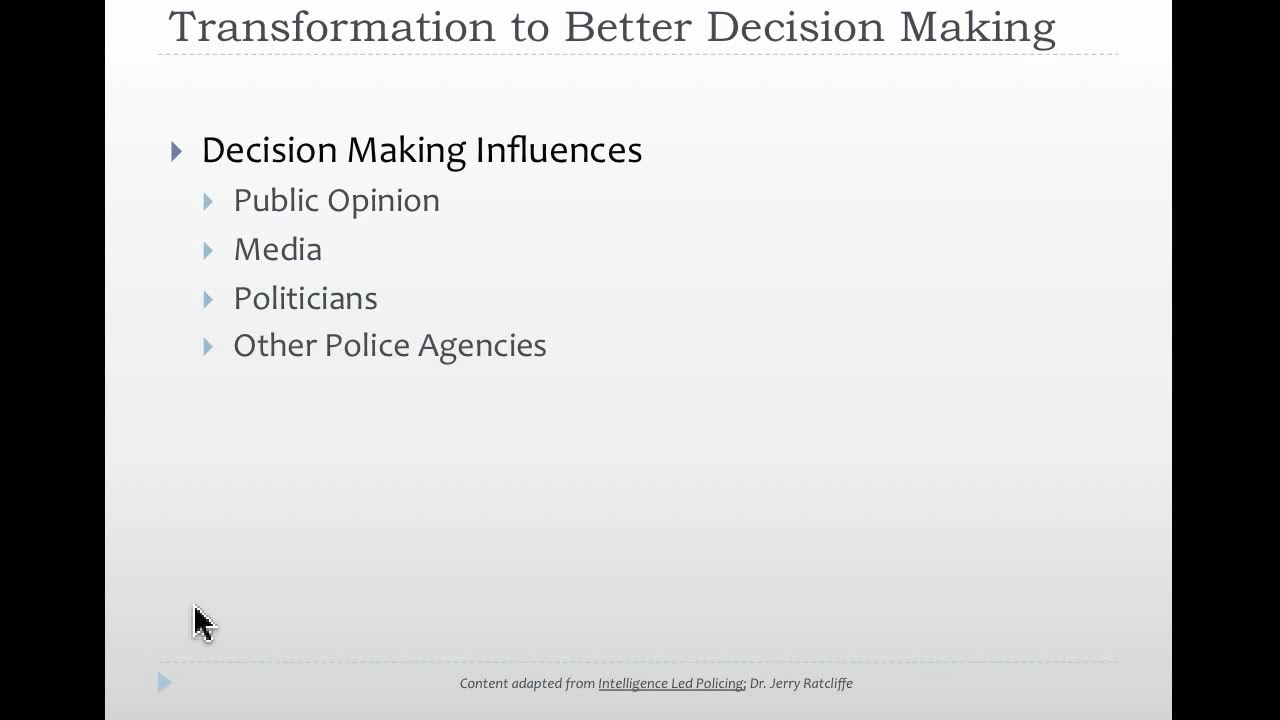 Transformation to Better Decision Making
Decision Making Influences
Public Opinion
Media
Politicians
Other Police Agencies
Content adapted from Intelligence Led Policing; Dr. Jerry Ratcliffe